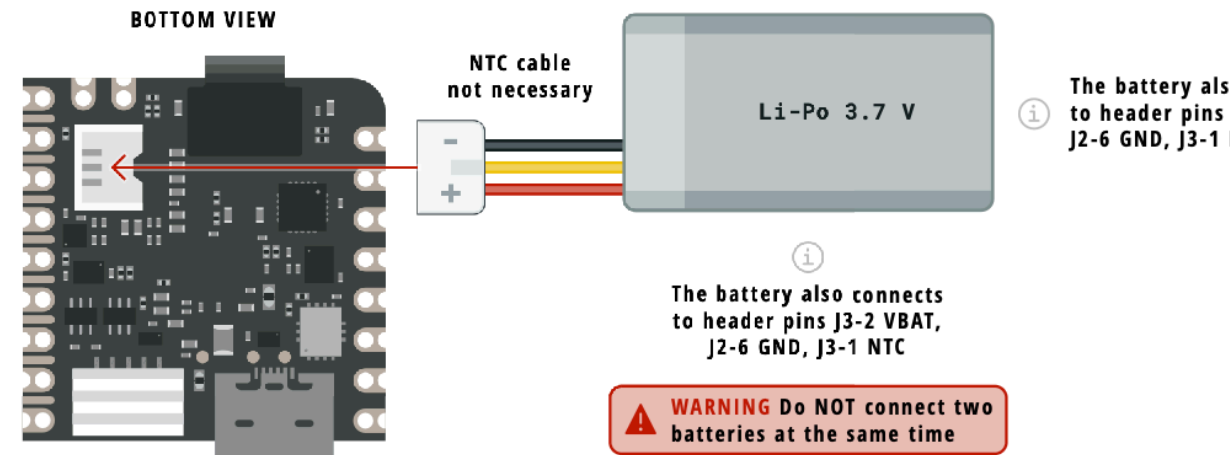 BOTTOM VIEW
NTC cable
not necessary
-
+
Li-Po 3.7 V
i
The battery also connects
to header pins J3-2 VBAT,
J2-6 GND, J3-1 NTC
WARNING Do NOT connect two
batteries at the same time
i
The battery als
to header pins
J2-6 GND, J3-1